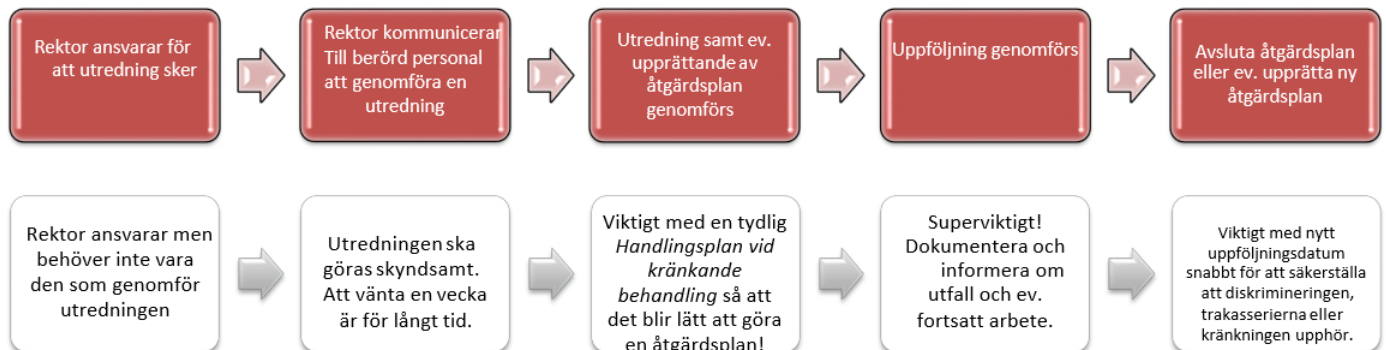 Rektor ansvarar för
att utredning sker
Rektor kommunicerar
Till berörd personal
att genomföra en
utredning
Utredning samt ev.
upprättande av
åtgärdsplan
genomförs
Uppföljning genomförs
Avsluta åtgärdsplan
eller ev. upprätta ny
åtgärdsplan
Rektor ansvarar men
behöver inte vara
den som genomför
utredningen
Utredningen ska
göras skyndsamt.
Att vänta en vecka
är för långt tid.
Viktigt med en tydlig
Handlingsplan vid
kränkande
behandling så att
det blir lätt att göra
en åtgärdsplan!
Superviktigt!
Dokumentera och
informera om
utfall och ev.
fortsatt arbete.
Viktigt med nytt
uppföljningsdatum
snabbt för att säkerställa
att diskrimineringen,
trakasserierna eller
kränkningen upphör.